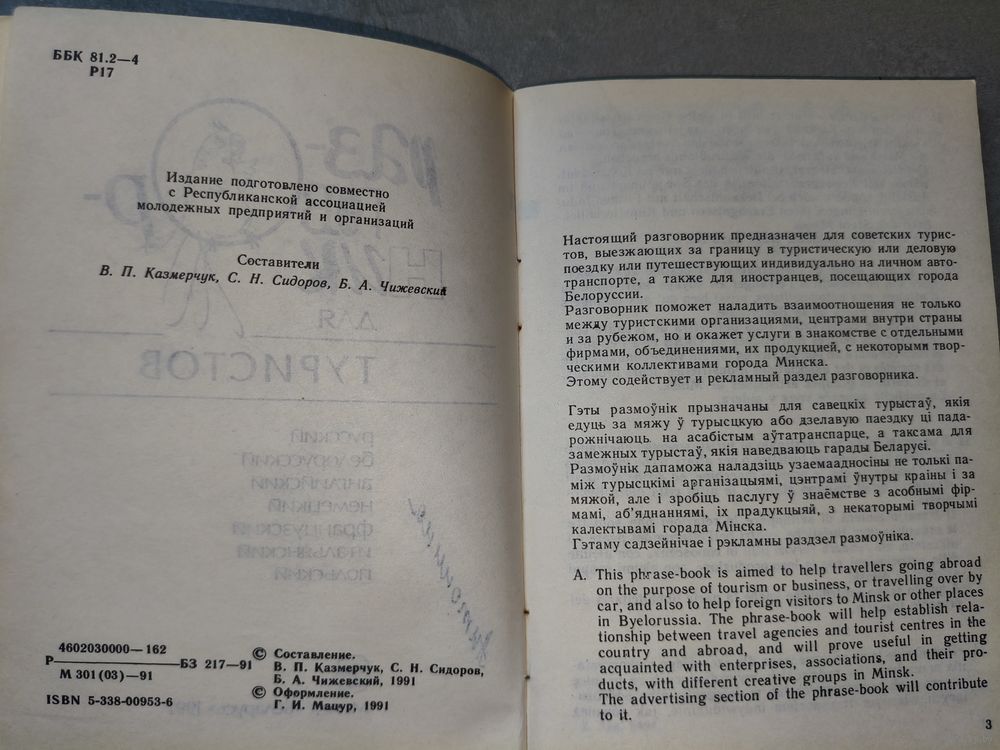 ББК 81.2—4
Р17
Издание подготовлено совместно
с Республиканской ассоциацией
молодежных предприятий и организаций
Составители
В. П. Казмерчук, С. Н. Сидоров, Б. А. Чижевский
4602030000—162
Р————БЗ 217—91
М 301(03)—91
ISBN 5-338-00953-6
© Составление.
В. П. Казмерчук, С. Н. Сидоров,
Б. А. Чижевский, 1991
© Оформление.
Г. И. Мацур, 1991
Настоящий разговорник предназначен для советских турис-
тов, выезжающих за границу в туристическую или деловую
поездку или путешествующих индивидуально на личном авто-
транспорте, а также для иностранцев, посещающих города
Белоруссии.
Разговорник поможет наладить взаимоотношения не только
между туристскими организациями, центрами внутри страны
и за рубежом, но и окажет услуги в знакомстве с отдельными
фирмами, объединениями, их продукцией, с некоторыми твор-
ческими коллективами города Минска.
Этому содействует и рекламный раздел разговорника.
Гэты размоўнік прызначаны для савецкіх турыстаў, якія
едуць за мяжу ў турысцкую або дзелавую паездку ці пада-
рожнічаюць на асабістым аўтатранспарце, а таксама для
замежных турыстаў, якія наведваюць гарады Беларусі.
Размоўнік дапаможа наладзіць узаемаадносіны не толькі па-
між турысцкімі арганізацыямі, цэнтрамі ўнутры краіны і за
мяжой, але і зробіць паслугу ў знаёмстве з асобнымі фір-
мамі, аб'яднаннямі, іх прадукцыяй, з некаторымі творчымі
калектывамі горада Мінска.
Гэтаму садзейнічае і рэкламны раздзел размоўніка.
A. This phrase-book is aimed to help travellers going abroad
on the purpose of tourism or business, or travelling over by
car, and also to help foreign visitors to Minsk or other places
in Byelorussia. The phrase-book will help establish rela-
tionship between travel agencies and tourist centres in the
country and abroad, and will prove useful in getting
acquainted with enterprises, associations, and their pro-
ducts, with different creative groups in Minsk.
The advertising section of the phrase-book will contribute
to it.
3